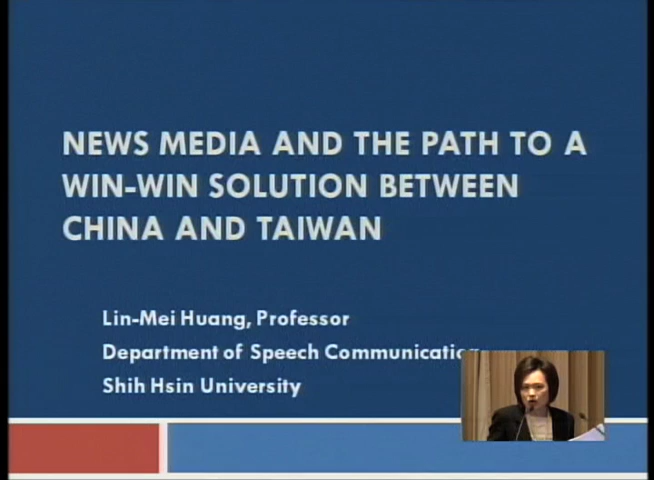 NEWS MEDIA AND THE PATH TO A
WIN-WIN SOLUTION BETWEEN
CHINA AND TAIWAN
Lin-Mei Huang, Professor
Department of Speech Communication
Shih Hsin University